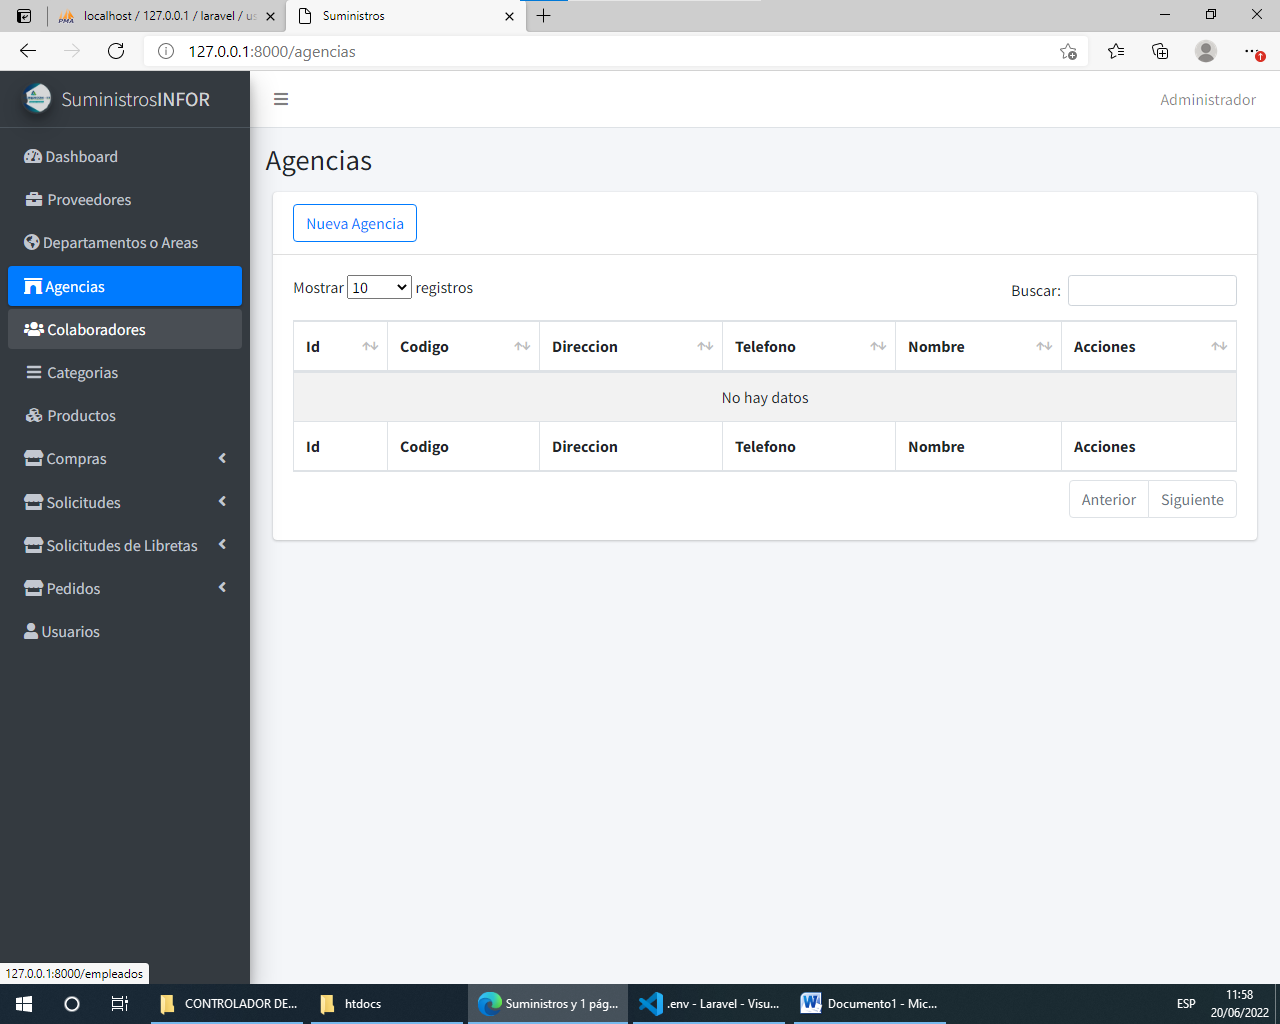 PMA localhost / 127.0.0.1 / laravel / us
Suministros
127.0.0.1:8000/agencias
SuministrosINFOR
Administrador
Dashboard
Proveedores
Departamentos o Areas
Agencias
Colaboradores
Categorias
Productos
Compras
Solicitudes
Solicitudes de Libretas
Pedidos
Usuarios
Agencias
Nueva Agencia
Mostrar 10 registros
Buscar:
Id Codigo Direccion Telefono Nombre Acciones
No hay datos
Id Codigo Direccion Telefono Nombre Acciones
Anterior Siguiente
127.0.0.1:8000/empleados
CONTROLADOR DE...
htdocs
Suministros y 1 pág...
.env - Laravel - Visu...
Documento1 - Mic...
ESP
11:58
20/06/2022